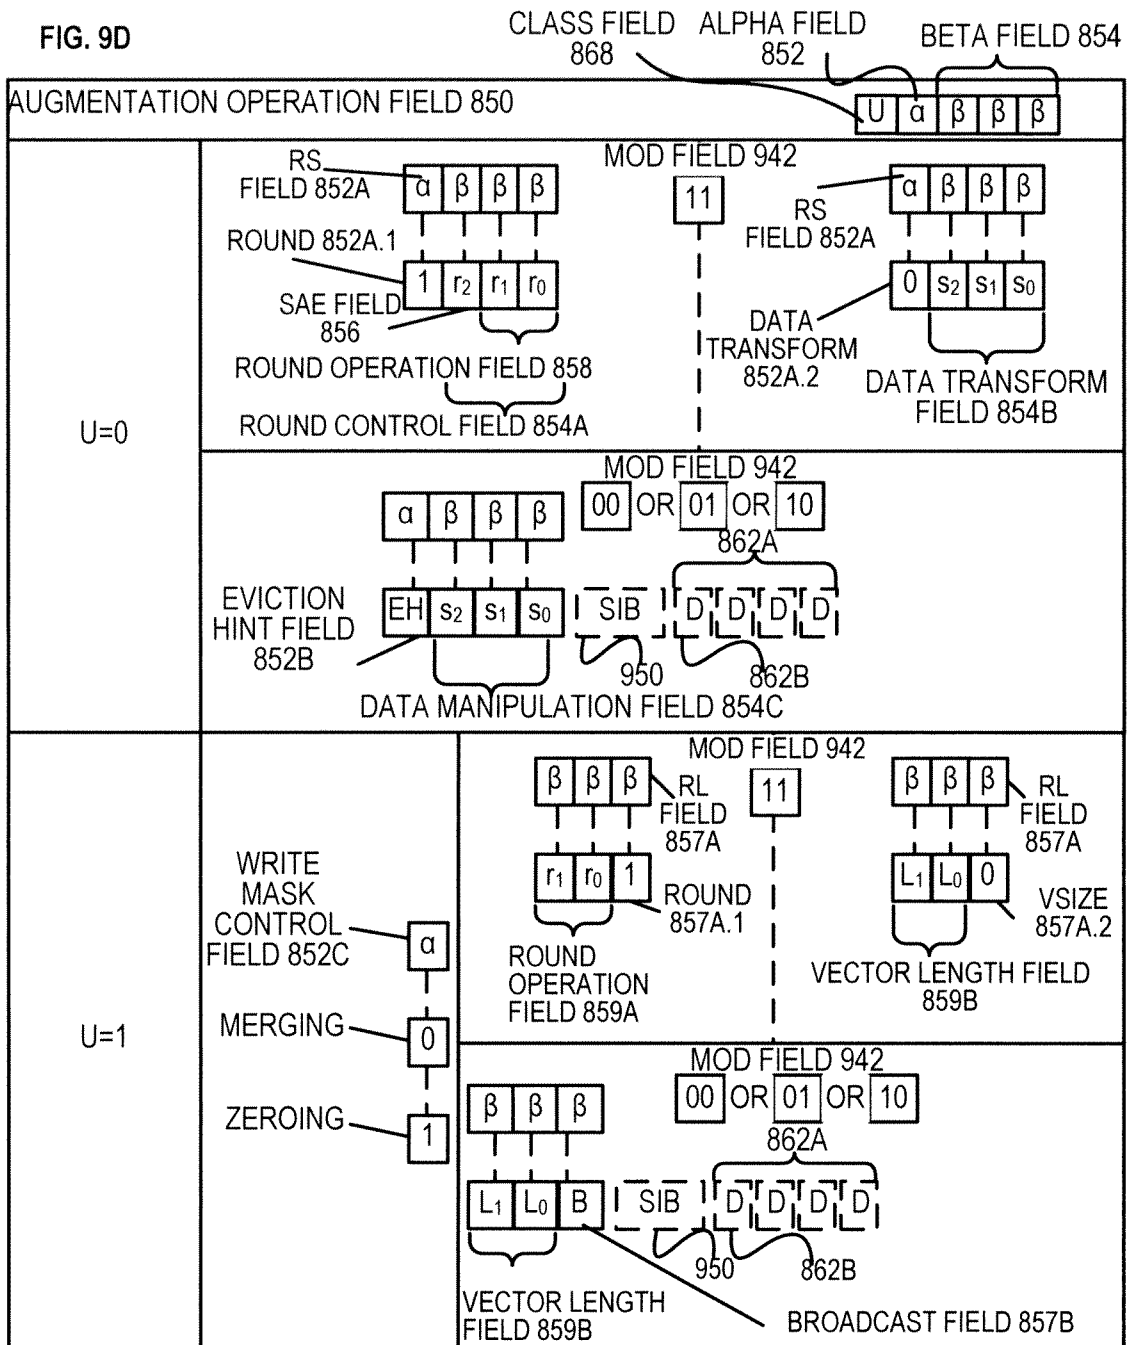 FIG. 9D
CLASS FIELD 868
ALPHA FIELD 852
BETA FIELD 854
AUGMENTATION OPERATION FIELD 850
U α β β β
U=0
RS FIELD 852A
α β β β
ROUND 852A.1
1 r2 r1 r0
SAE FIELD 856
ROUND OPERATION FIELD 858
ROUND CONTROL FIELD 854A
MOD FIELD 942
11
RS FIELD 852A
α β β β
0 s2 s1 s0
DATA TRANSFORM 852A.2
DATA TRANSFORM FIELD 854B
MOD FIELD 942
00 OR 01 OR 10
α β β β
862A
EVICTION HINT FIELD 852B
EH s2 s1 s0 SIB D D D D
950
862B
DATA MANIPULATION FIELD 854C
U=1
WRITE MASK CONTROL FIELD 852C
α
MERGING
0
ZEROING
1
MOD FIELD 942
11
β β β
RL FIELD 857A
r1 r0 1
ROUND 857A.1
ROUND OPERATION FIELD 859A
β β β
RL FIELD 857A
L1 L0 0
VSIZE 857A.2
VECTOR LENGTH FIELD 859B
MOD FIELD 942
00 OR 01 OR 10
β β β
862A
L1 L0 B SIB D D D D
950
862B
VECTOR LENGTH FIELD 859B
BROADCAST FIELD 857B